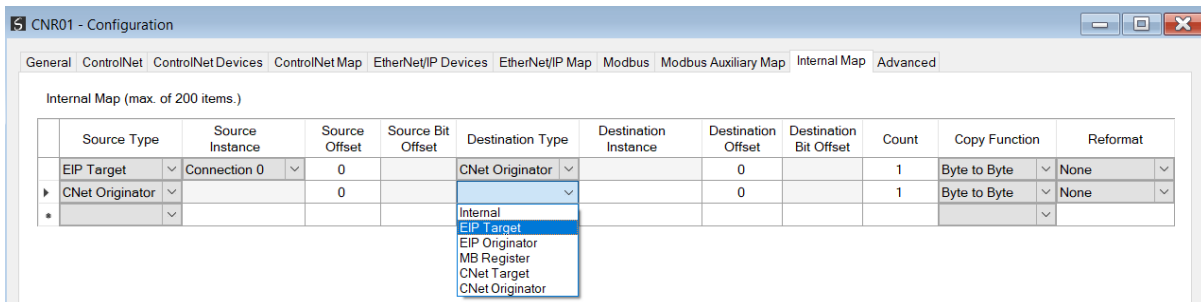 CNR01 - Configuration
General ControlNet ControlNet Devices ControlNet Map EtherNet/IP Devices EtherNet/IP Map Modbus Modbus Auxiliary Map Internal Map Advanced
Internal Map (max. of 200 items.)
Source Type Source Instance Source Offset Source Bit Offset Destination Type Destination Instance Destination Offset Destination Bit Offset Count Copy Function Reformat
EIP Target Connection 0 0 CNet Originator 0 1 Byte to Byte None
CNet Originator 0 0 1 Byte to Byte None
Internal
EIP Target
EIP Originator
MB Register
CNet Target
CNet Originator